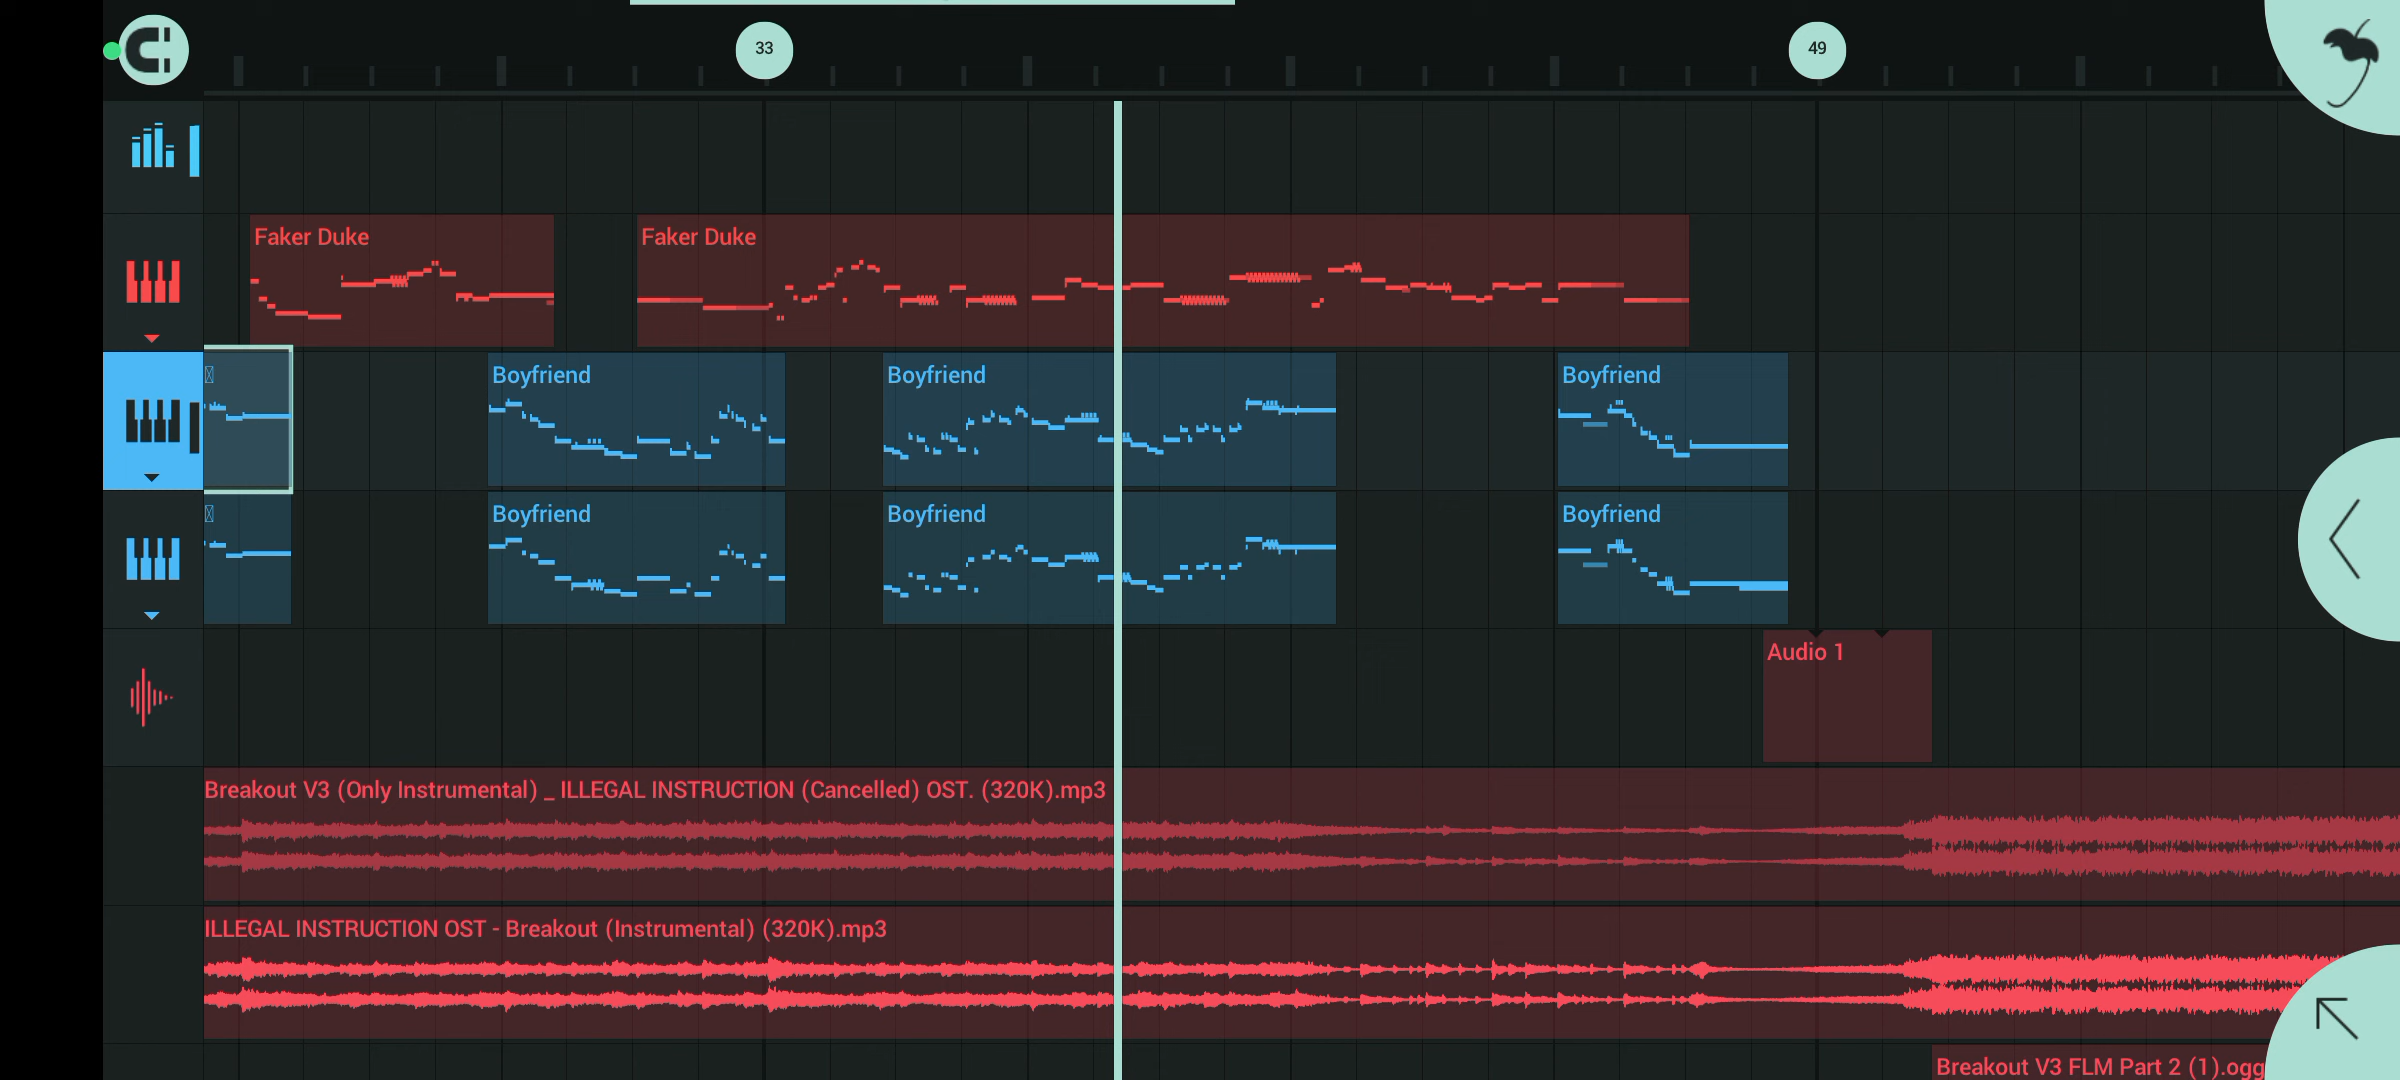 33
49
Faker Duke
Faker Duke
Boyfriend
Boyfriend
Boyfriend
Boyfriend
Boyfriend
Boyfriend
Audio 1
Breakout V3 (Only Instrumental) _ ILLEGAL INSTRUCTION (Cancelled) OST. (320K).mp3
ILLEGAL INSTRUCTION OST - Breakout (Instrumental) (320K).mp3
Breakout V3 FLM Part 2 (1).ogg